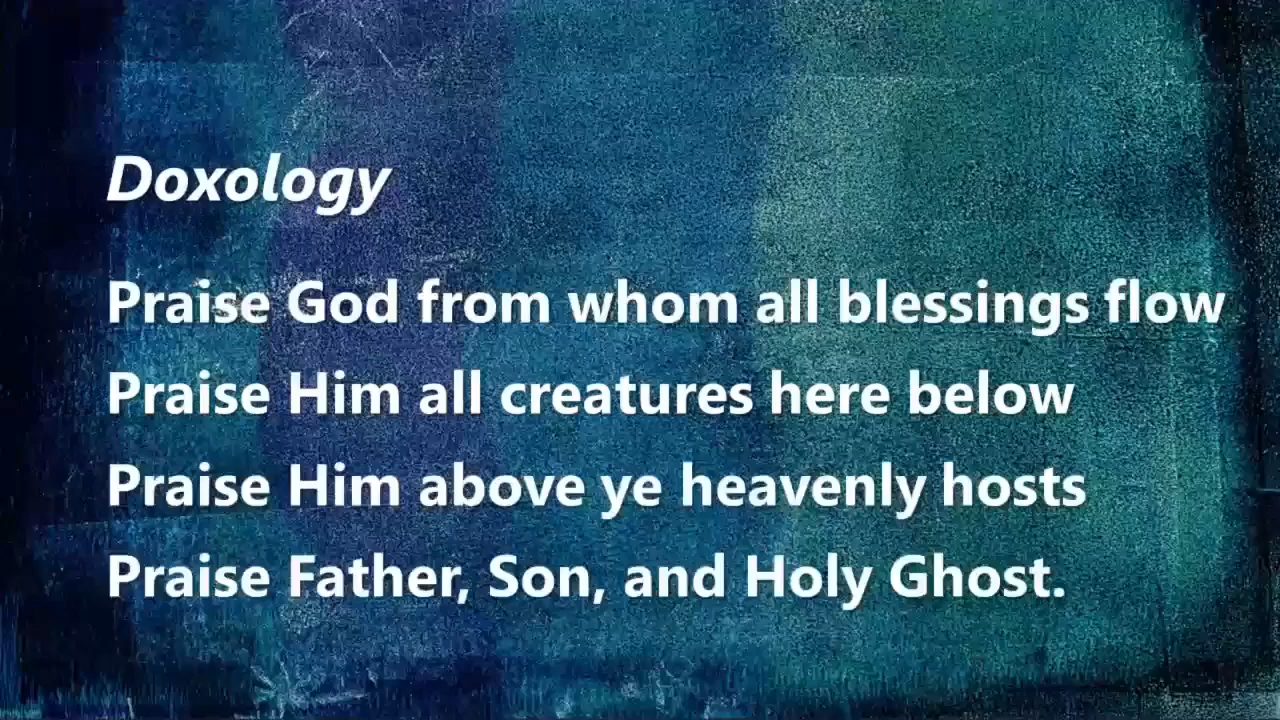 Doxology
Praise God from whom all blessings flow
Praise Him all creatures here below
Praise Him above ye heavenly hosts
Praise Father, Son, and Holy Ghost.